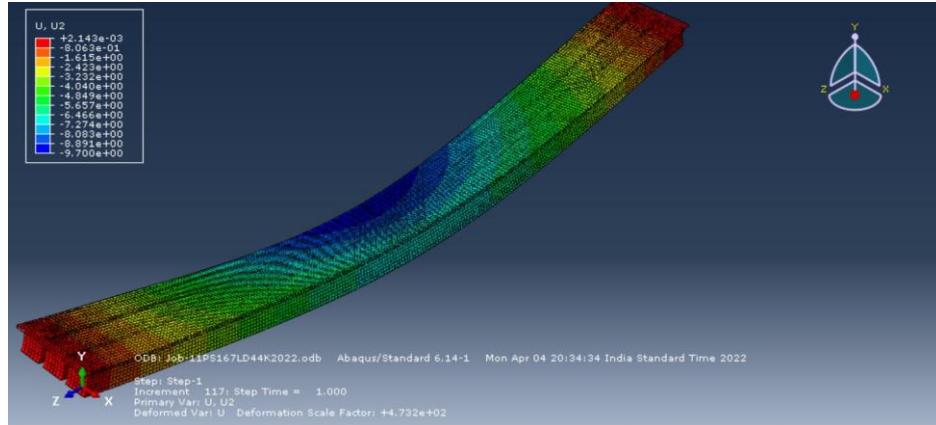 U, U2
+2.143e-03
-8.063e-01
-1.615e+00
-2.423e+00
-3.232e+00
-4.040e+00
-4.849e+00
-5.657e+00
-6.466e+00
-7.274e+00
-8.083e+00
-8.891e+00
-9.700e+00
Y
Z
X
Y
Z
X
ODB: Job-11PS167LD44K2022.odb Abaqus/Standard 6.14-1 Mon Apr 04 20:34:34 India Standard Time 2022
Step: Step-1
Increment 117: Step Time = 1.000
Primary Var: U, U2
Deformed Var: U Deformation Scale Factor: +4.732e+02